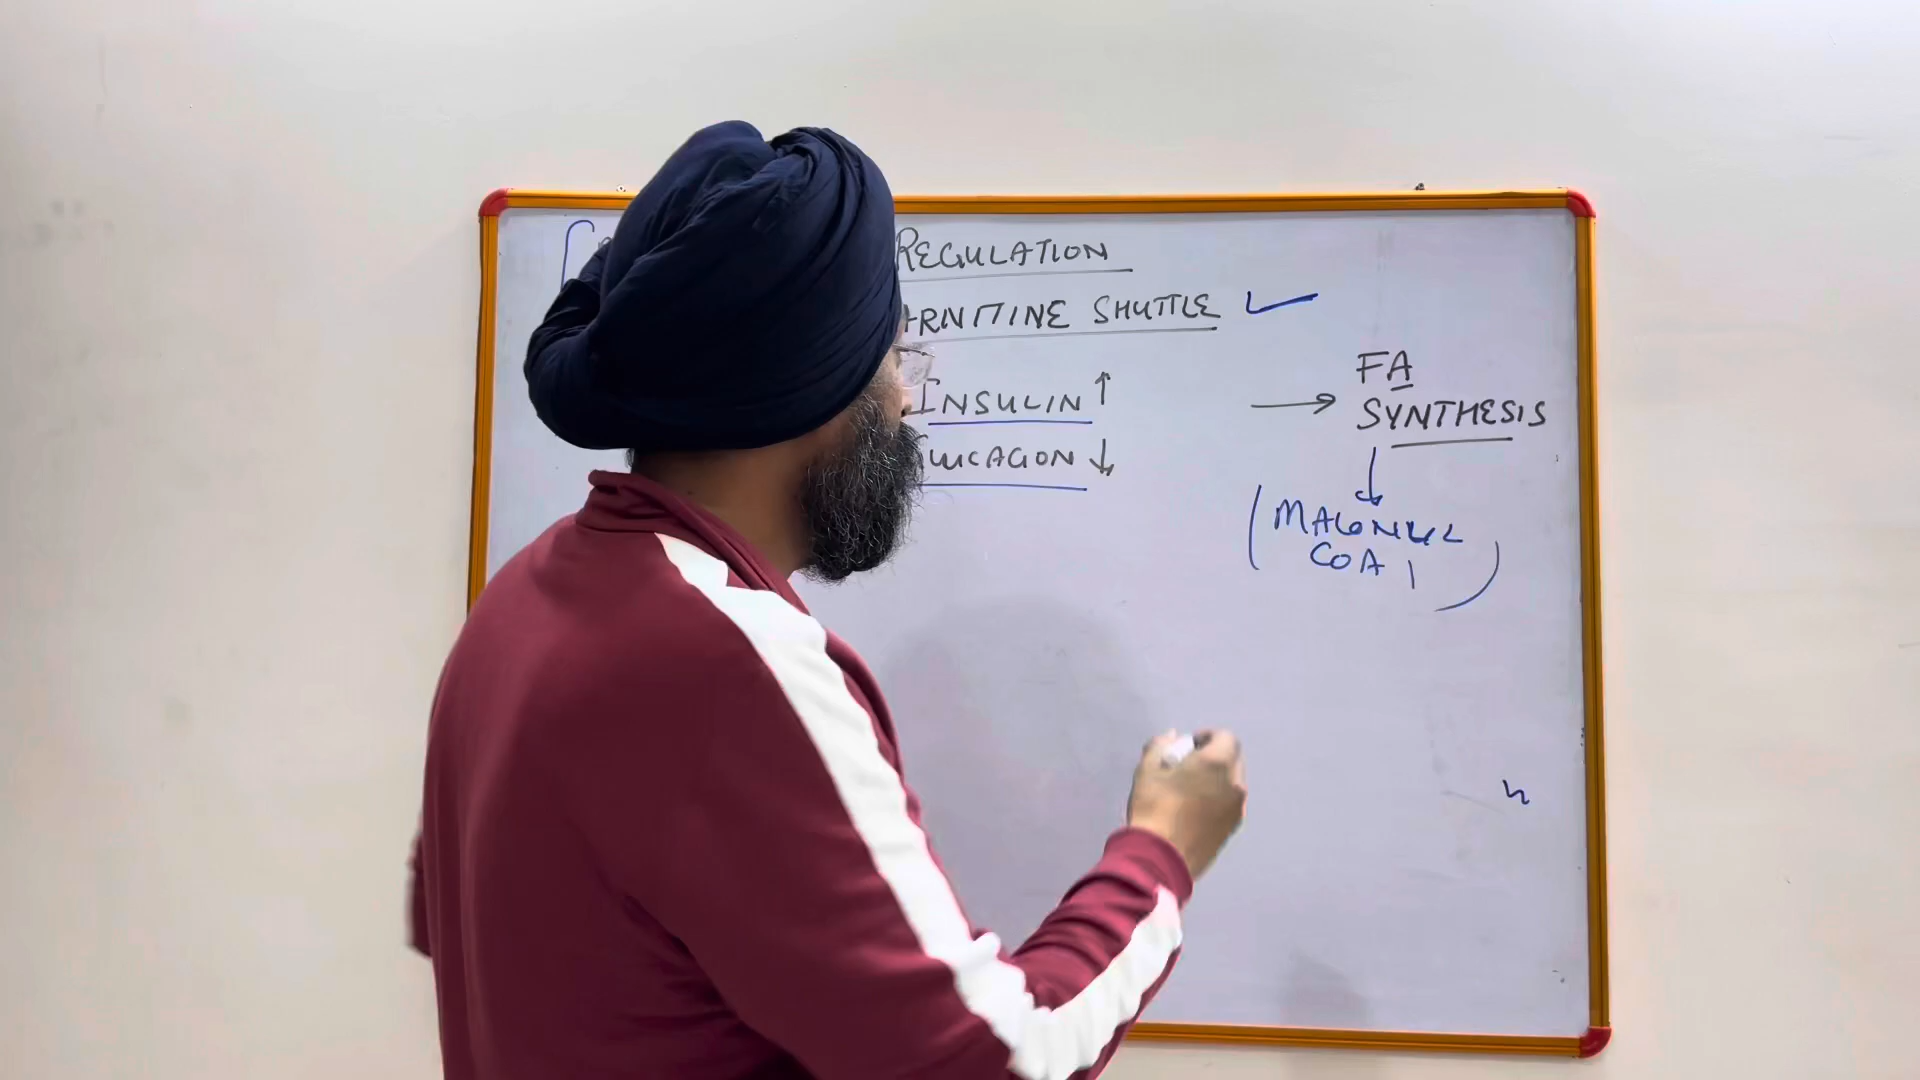 REGULATION
ARNITINE SHUTTLE
INSULIN ↑
LUCAGON ↓
→ FA
SYNTHESIS
↓
(MALONYL
COA)